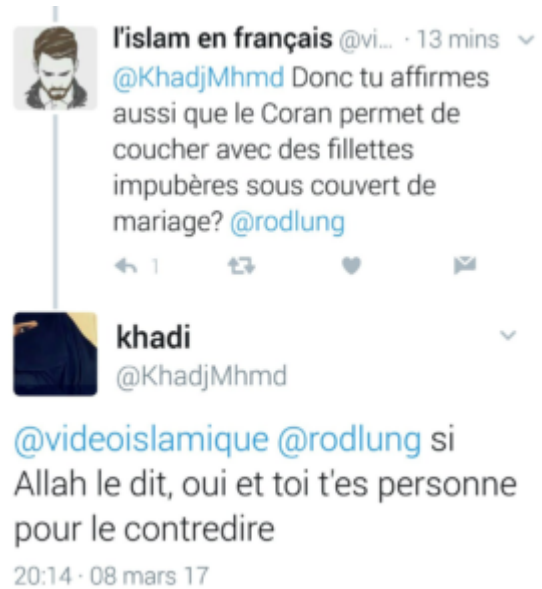 l'islam en français @vi... · 13 mins
@KhadjMhmd Donc tu affirmes
aussi que le Coran permet de
coucher avec des fillettes
impubères sous couvert de
mariage? @rodlung
1
khadi
@KhadjMhmd
@videoislamique @rodlung si
Allah le dit, oui et toi t'es personne
pour le contredire
20:14 · 08 mars 17